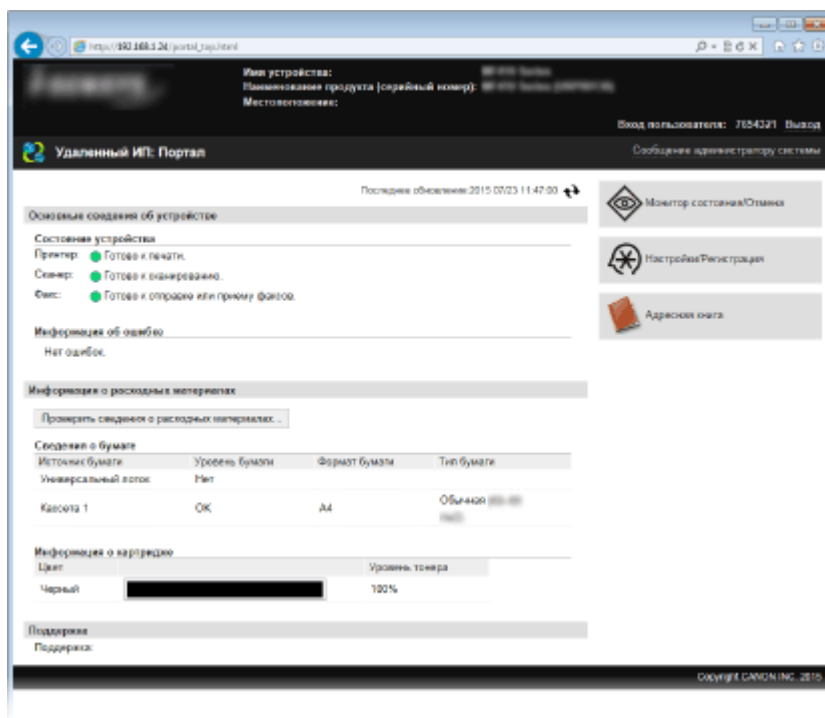 http://192.168.1.24/portal_top.html
Имя устройства:
Наименование продукта (серийный номер):
Местоположение:
Вход пользователя: 7654321 Выход
Удаленный ИП: Портал
Сообщение администратору системы
Последнее обновление:2015 07/23 11:47:00
Основные сведения об устройстве
Состояние устройства
Принтер: Готово к печати.
Сканер: Готово к сканированию.
Факс: Готово к отправке или приему факсов.
Информация об ошибке
Нет ошибок.
Монитор состояния/Отмена
Настройки/Регистрация
Адресная книга
Информация о расходных материалах
Проверить сведения о расходных материалах...
Сведения о бумаге
Источник бумаги Уровень бумаги Формат бумаги Тип бумаги
Универсальный лоток Нет
Кассета 1 OK A4 Обычная
Информация о картридже
Цвет Уровень тонера
Черный 100%
Поддержка
Поддержка:
Copyright CANON INC. 2015